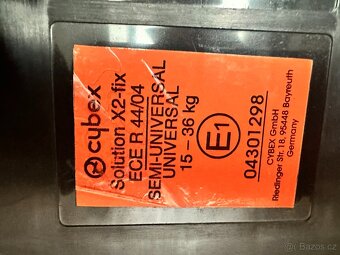 cybex
Solution X2-fix
ECE R 44/04
SEMI-UNIVERSAL
UNIVERSAL
15 – 36 kg
E1
04301298
CYBEX GmbH
Riedinger Str. 18, 95448 Bayreuth
Germany
Bazos.cz